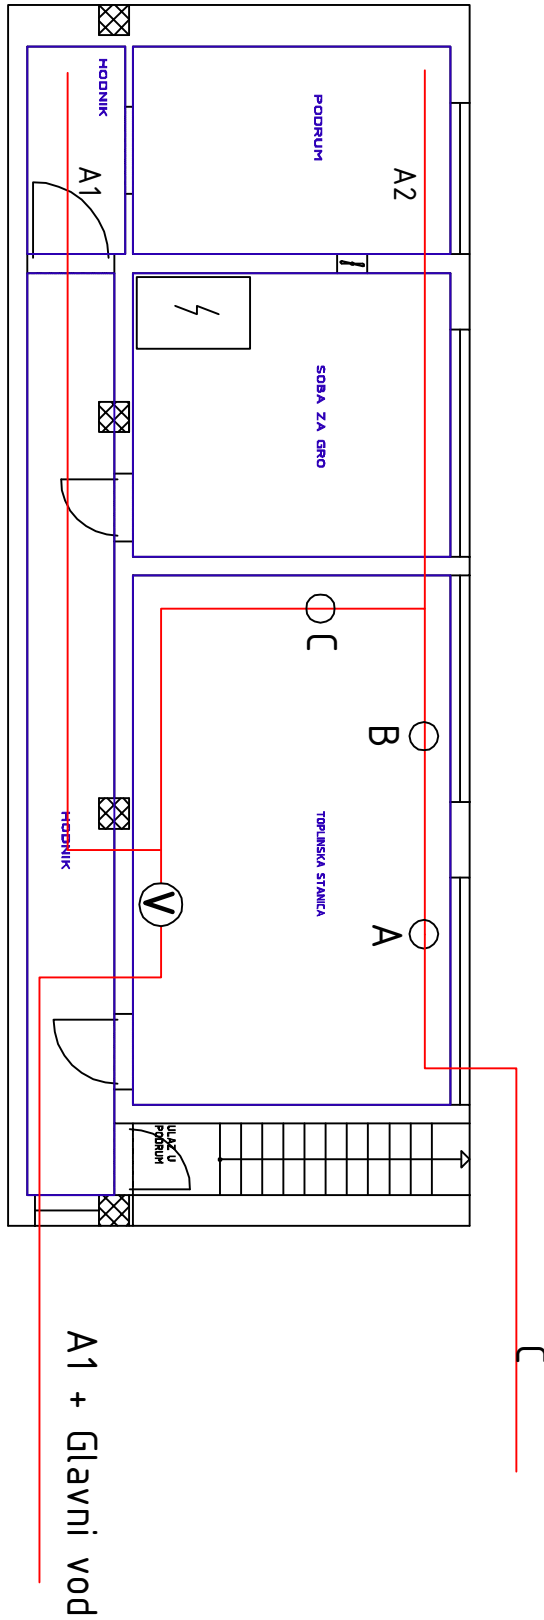 HODNIK
PODRUM
A1
A2
SOBA ZA GRO
C
B
HODNIK
TOPLINSKA STANICA
V
A
ULAZ U
PODRUM
A1 + Glavni vod
C